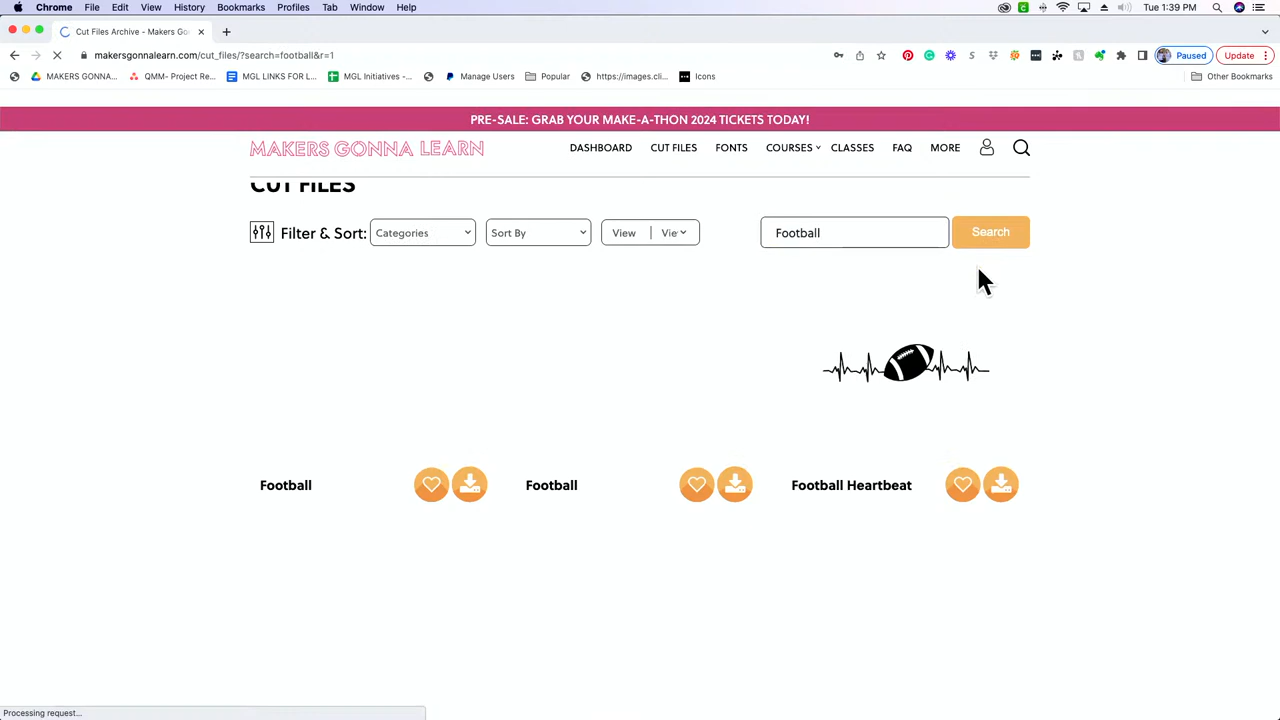 Chrome File Edit View History Bookmarks Profiles Tab Window Help Tue 1:39 PM
Cut Files Archive - Makers Go
makersgonnalearn.com/cut_files/?search=football&r=1 Paused Update
MAKERS GONNA... QMM- Project Re... MGL LINKS FOR L... MGL Initiatives -... Manage Users Popular https://images.cli... Icons Other Bookmarks
PRE-SALE: GRAB YOUR MAKE-A-THON 2024 TICKETS TODAY!
MAKERS GONNA LEARN DASHBOARD CUT FILES FONTS COURSES CLASSES FAQ MORE
CUT FILES
Filter & Sort: Categories Sort By View | Vie Football Search
Football Football Football Heartbeat
Processing request...